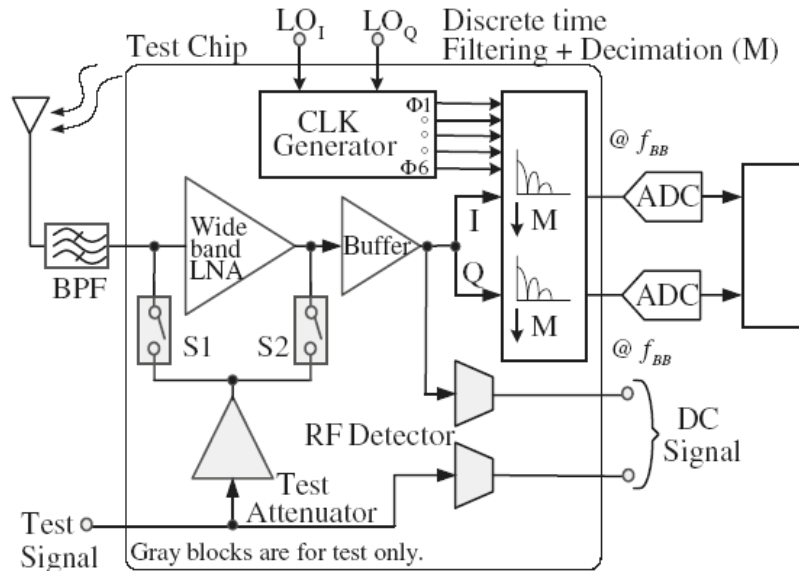 LO_I
LO_Q
Discrete time
Filtering + Decimation (M)
Test Chip
CLK
Generator
Φ1
Φ6
@ f_BB
Wide
band
LNA
Buffer
I
Q
M
M
ADC
ADC
BPF
S1
S2
@ f_BB
RF Detector
DC
Signal
Test
Attenuator
Test
Signal
Gray blocks are for test only.